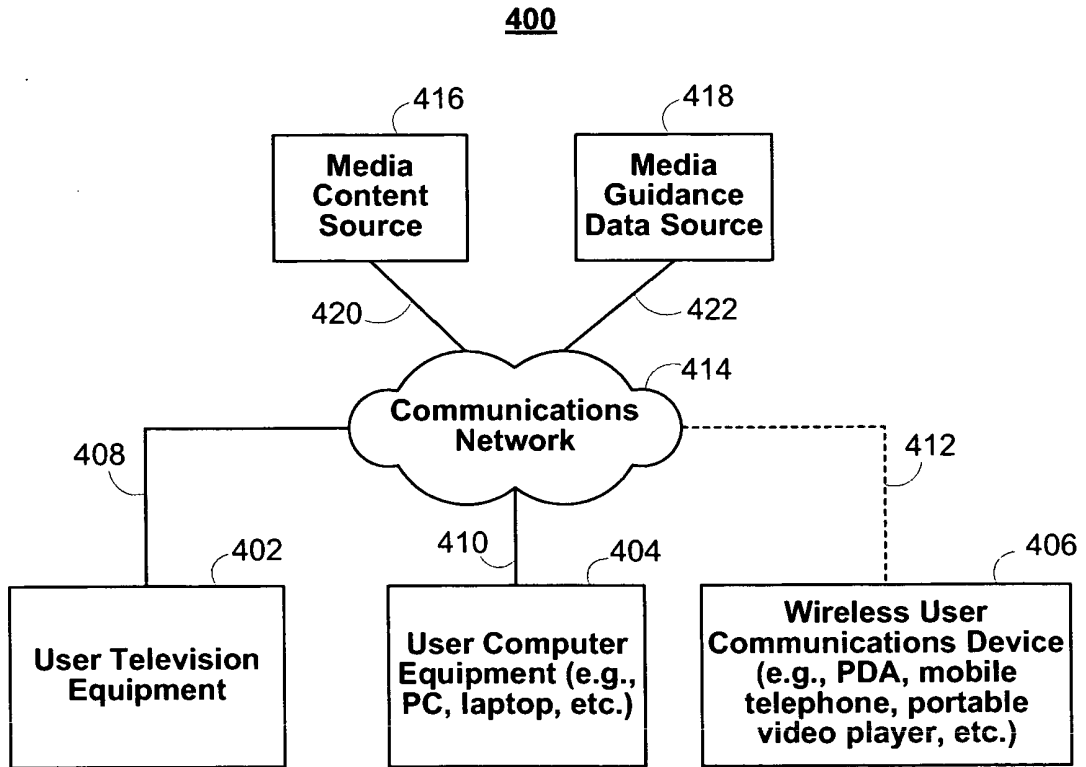 400
416
418
Media
Content
Source
Media
Guidance
Data Source
420
422
414
Communications
Network
408
412
410
402
404
406
User Television
Equipment
User Computer
Equipment (e.g.,
PC, laptop, etc.)
Wireless User
Communications Device
(e.g., PDA, mobile
telephone, portable
video player, etc.)